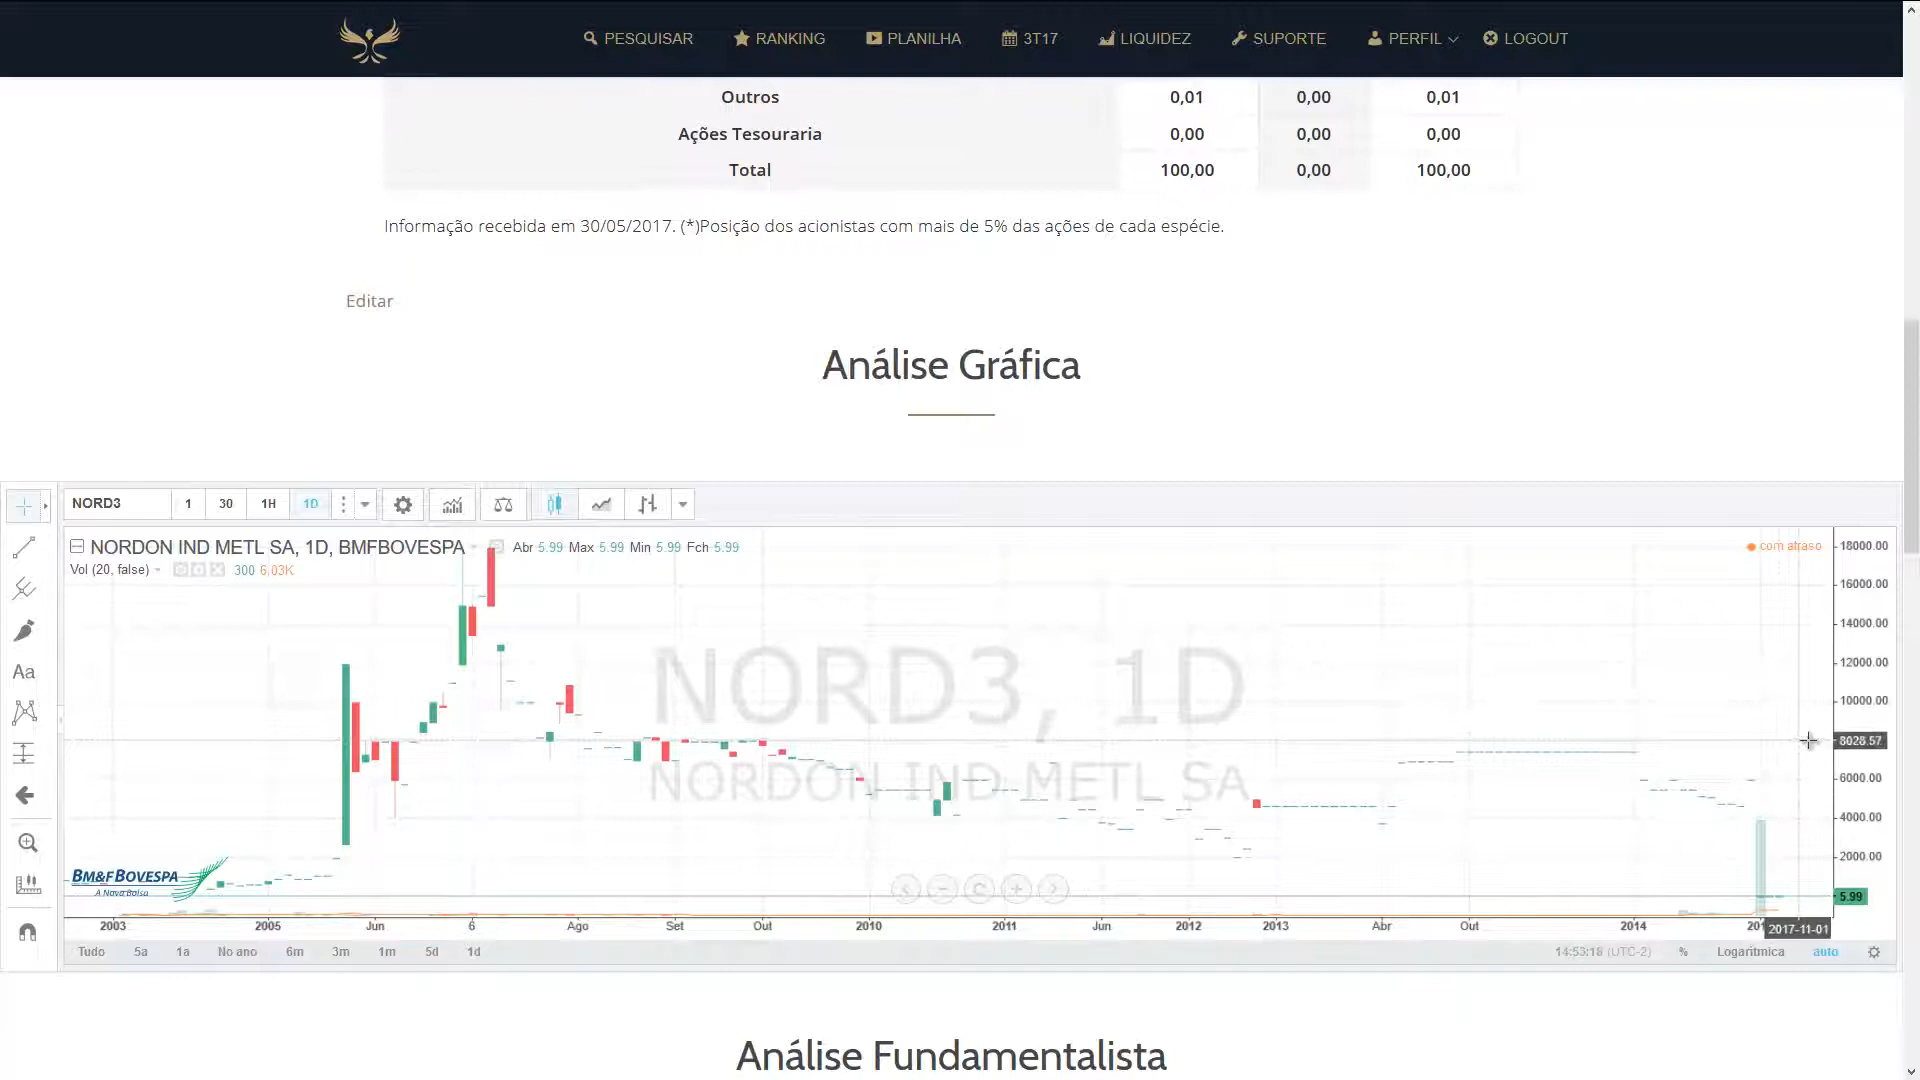 PESQUISAR RANKING PLANILHA 3T17 LIQUIDEZ SUPORTE PERFIL LOGOUT
Outros 0,01 0,00 0,01
Ações Tesouraria 0,00 0,00 0,00
Total 100,00 0,00 100,00
Informação recebida em 30/05/2017. (*)Posição dos acionistas com mais de 5% das ações de cada espécie.
Editar
Análise Gráfica
NORD3 1 30 1H 1D
NORDON IND METL SA, 1D, BMFBOVESPA Abr 5.99 Max 5.99 Min 5.99 Fch 5.99
com atraso
Vol (20, false) 300 6.03K
18000.00
16000.00
14000.00
12000.00
10000.00
8028.57
6000.00
4000.00
2000.00
5.99
Aa
NORD3, 1D
NORDON IND METL SA
BM&FBOVESPA
A Nova Bolsa
2003 2005 Jun 6 Ago Set Out 2010 2011 Jun 2012 2013 Abr Out 2014
2017-11-01
Tudo 5a 1a No ano 6m 3m 1m 5d 1d 14:53:18 (UTC-2) % Logarítmica auto
Análise Fundamentalista